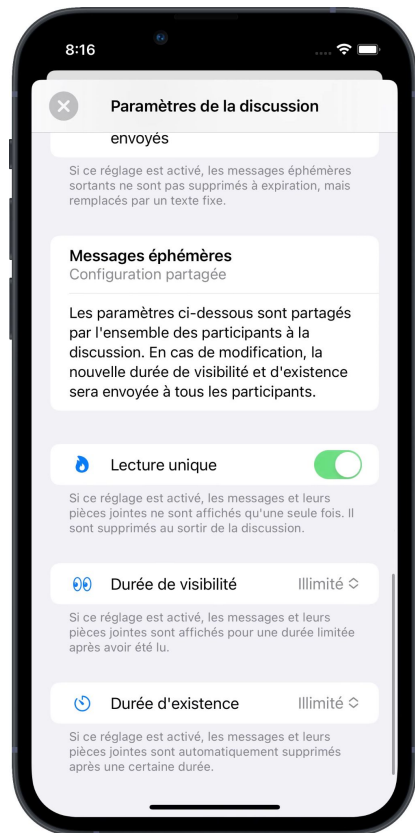 8:16
Paramètres de la discussion
envoyés
Si ce réglage est activé, les messages éphémères
sortants ne sont pas supprimés à expiration, mais
remplacés par un texte fixe.
Messages éphémères
Configuration partagée
Les paramètres ci-dessous sont partagés
par l'ensemble des participants à la
discussion. En cas de modification, la
nouvelle durée de visibilité et d'existence
sera envoyée à tous les participants.
Lecture unique
Si ce réglage est activé, les messages et leurs
pièces jointes ne sont affichés qu'une seule fois. Il
sont supprimés au sortir de la discussion.
Durée de visibilité Illimité
Si ce réglage est activé, les messages et leurs
pièces jointes sont affichés pour une durée limitée
après avoir été lu.
Durée d'existence Illimité
Si ce réglage est activé, les messages et leurs
pièces jointes sont automatiquement supprimés
après une certaine durée.